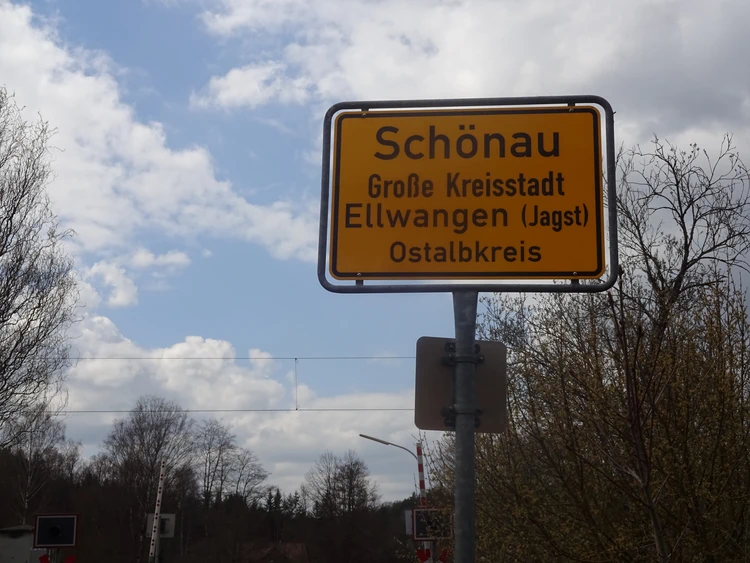 Schönau
Große Kreisstadt
Ellwangen (Jagst)
Ostalbkreis